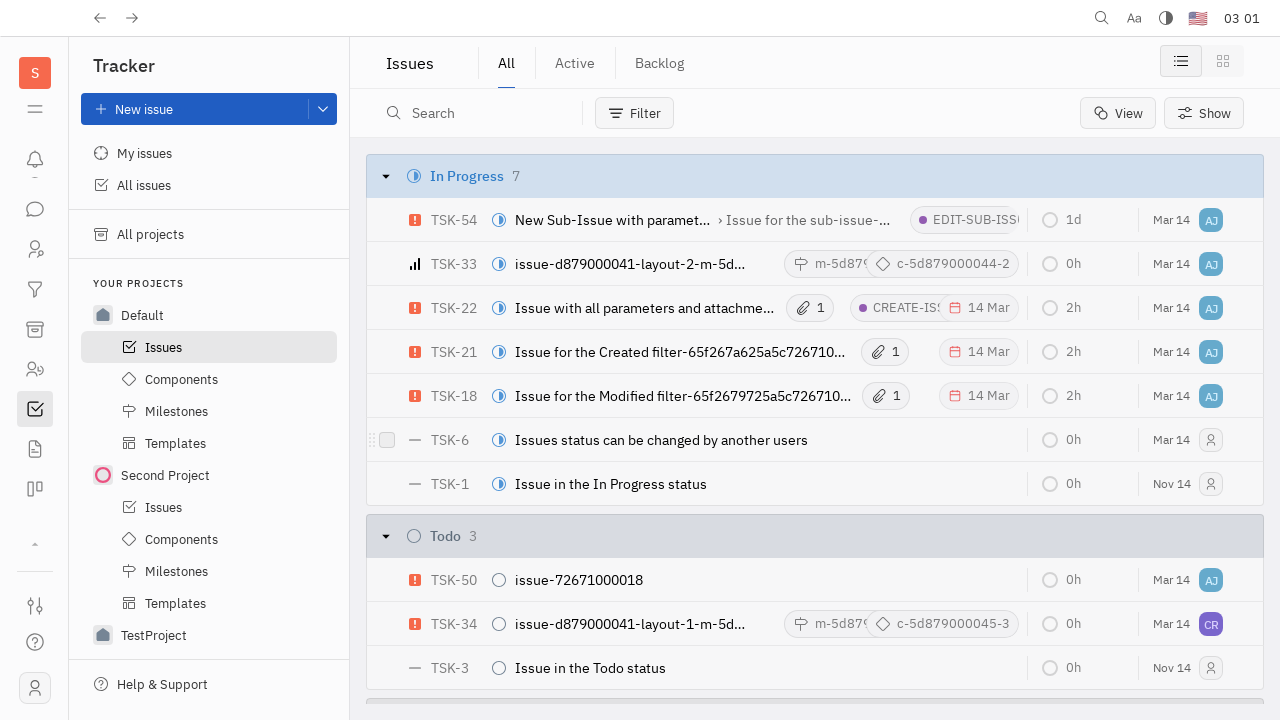 Aa 03 01
S
Tracker
New issue
My issues
All issues
All projects
YOUR PROJECTS
Default
Issues
Components
Milestones
Templates
Second Project
Issues
Components
Milestones
Templates
TestProject
Help & Support
Issues All Active Backlog
Search Filter View Show
In Progress 7
TSK-54 New Sub-Issue with paramet... › Issue for the sub-issue-... EDIT-SUB-ISS 1d Mar 14 AJ
TSK-33 issue-d879000041-layout-2-m-5d... m-5d879 c-5d879000044-2 0h Mar 14 AJ
TSK-22 Issue with all parameters and attachme... 1 CREATE-ISS 14 Mar 2h Mar 14 AJ
TSK-21 Issue for the Created filter-65f267a625a5c726710... 1 14 Mar 2h Mar 14 AJ
TSK-18 Issue for the Modified filter-65f2679725a5c726710... 1 14 Mar 2h Mar 14 AJ
TSK-6 Issues status can be changed by another users 0h Mar 14
TSK-1 Issue in the In Progress status 0h Nov 14
Todo 3
TSK-50 issue-72671000018 0h Mar 14 AJ
TSK-34 issue-d879000041-layout-1-m-5d... m-5d879 c-5d879000045-3 0h Mar 14 CR
TSK-3 Issue in the Todo status 0h Nov 14